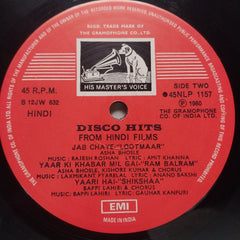 REGD. TRADE MARK OF
THE GRAMOPHONE CO. LTD.
HIS MASTER'S VOICE
45 R.P.M.
B 12JW 632
HINDI
SIDE TWO
45NLP 1157
Ⓟ 1980
THE GRAMOPHONE
CO. OF INDIA LTD.
DISCO HITS
FROM HINDI FILMS
JAB CHAYE-"LOOTMAAR"
ASHA BHOSLE
MUSIC: RAJESH ROSHAN LYRIC: AMIT KHANNA
YAAR KI KHABAR MIL GAI-"RAM BALRAM"
ASHA BHOSLE, KISHORE KUMAR & CHORUS
MUSIC: LAXMIKANT PYARELAL LYRIC: ANAND BAKSHI
YAARI HAI-"SHIKSHAA"
BAPPI LAHIRI & CHORUS
MUSIC: BAPPI LAHIRI LYRIC: GAUHAR KANPURI
EMI
MADE IN INDIA